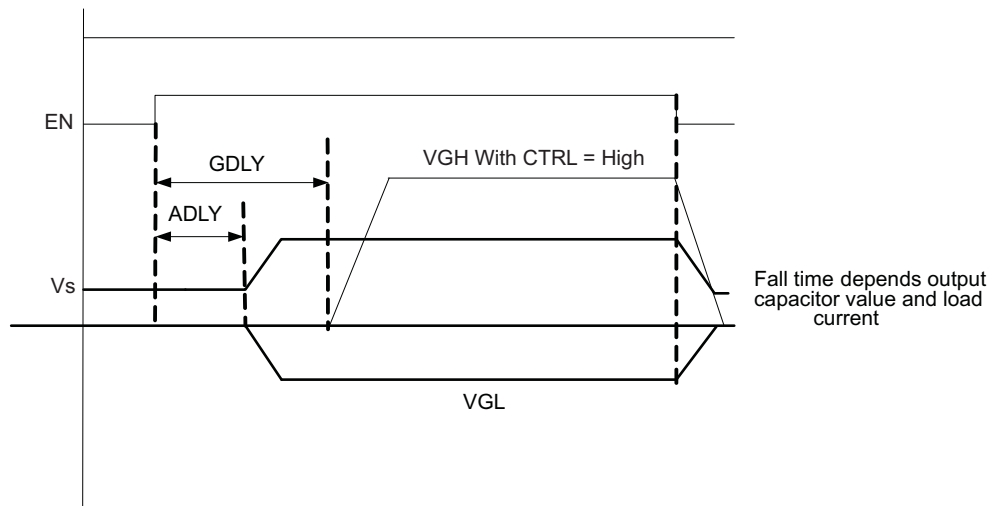 EN
GDLY
VGH With CTRL = High
ADLY
Vs
Fall time depends output
capacitor value and load
current
VGL